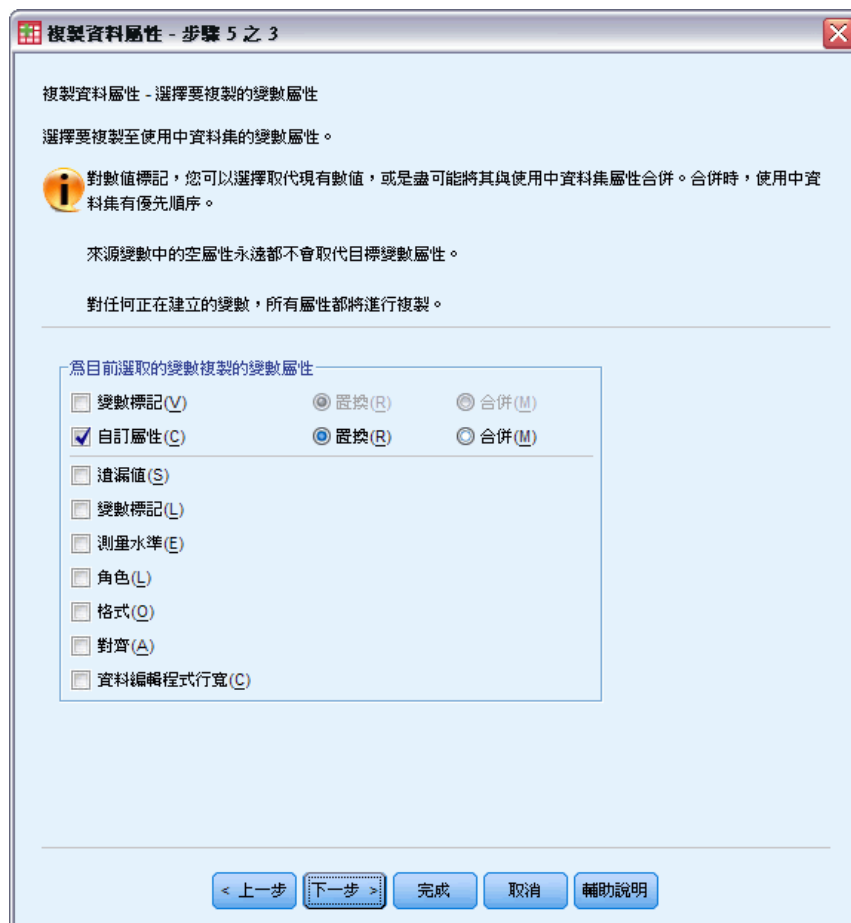 複製資料屬性 - 步驟 5 之 3
複製資料屬性 - 選擇要複製的變數屬性
選擇要複製至使用中資料集的變數屬性。
對數值標記，您可以選擇取代現有數值，或是盡可能將其與使用中資料集屬性合併。合併時，使用中資
料集有優先順序。
來源變數中的空屬性永遠都不會取代目標變數屬性。
對任何正在建立的變數，所有屬性都將進行複製。
為目前選取的變數複製的變數屬性
變數標記(V) 置換(R) 合併(M)
自訂屬性(C) 置換(R) 合併(M)
遺漏值(S)
變數標記(L)
測量水準(E)
角色(L)
格式(O)
對齊(A)
資料編輯程式行寬(C)
< 上一步 下一步 > 完成 取消 輔助說明